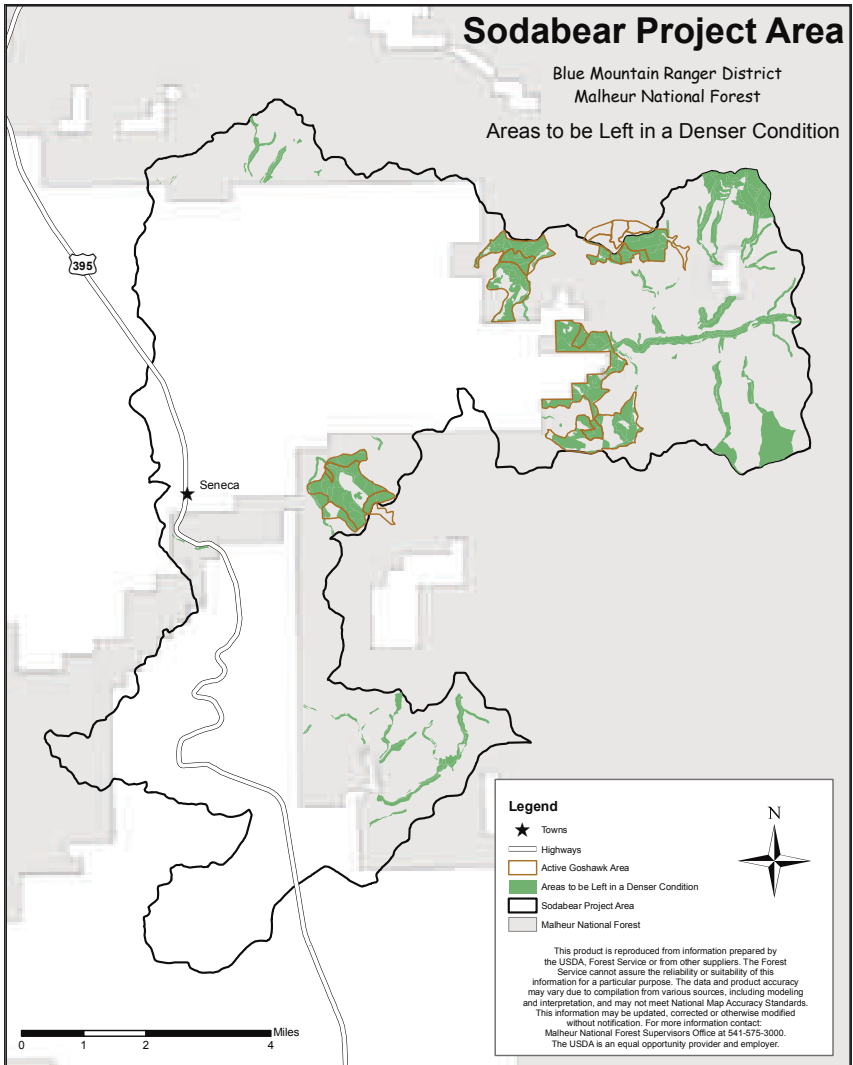 Sodabear Project Area
Blue Mountain Ranger District
Malheur National Forest
Areas to be Left in a Denser Condition
395
Seneca
Legend
Towns
Highways
Active Goshawk Area
Areas to be Left in a Denser Condition
Sodabear Project Area
Malheur National Forest
N
This product is reproduced from information prepared by
the USDA, Forest Service or from other suppliers. The Forest
Service cannot assure the reliability or suitability of this
information for a particular purpose. The data and product accuracy
may vary due to compilation from various sources, including modeling
and interpretation, and may not meet National Map Accuracy Standards.
This information may be updated, corrected or otherwise modified
without notification. For more information contact:
Malheur National Forest Supervisors Office at 541-575-3000.
The USDA is an equal opportunity provider and employer.
Miles
0 1 2 4